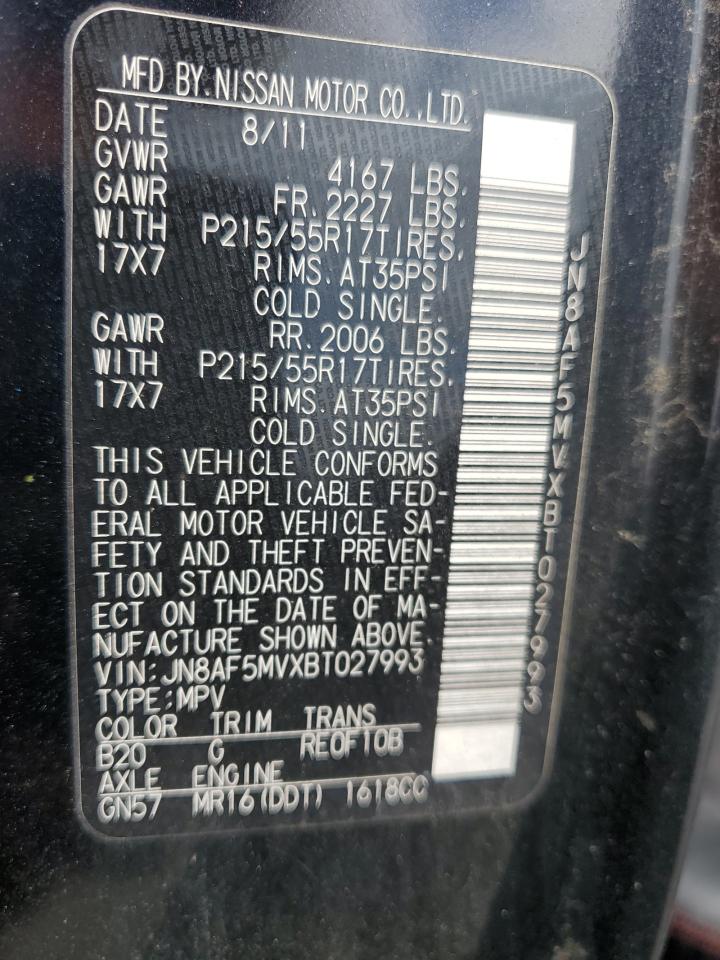 MFD BY NISSAN MOTOR CO.,LTD.
DATE 8/11
GVWR 4167 LBS.
GAWR FR. 2227 LBS.
WITH P215/55R17TIRES.
17X7 RIMS. AT35PSI
COLD SINGLE.
GAWR RR. 2006 LBS.
WITH P215/55R17TIRES.
17X7 RIMS. AT35PSI
COLD SINGLE.
THIS VEHICLE CONFORMS
TO ALL APPLICABLE FED-
ERAL MOTOR VEHICLE SA-
FETY AND THEFT PREVEN-
TION STANDARDS IN EFF-
ECT ON THE DATE OF MA-
NUFACTURE SHOWN ABOVE.
VIN:JN8AF5MVXBT027993
TYPE:MPV
COLOR TRIM TRANS
B20 G RE0F10B
AXLE ENGINE
GN57 MR16(DDT) 1618CC
JN8AF5MVXBT027993